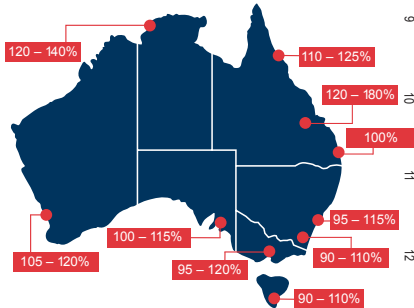 9
120 – 140%
110 – 125%
120 – 180%
10
100%
11
95 – 115%
100 – 115%
90 – 110%
12
105 – 120%
95 – 120%
90 – 110%